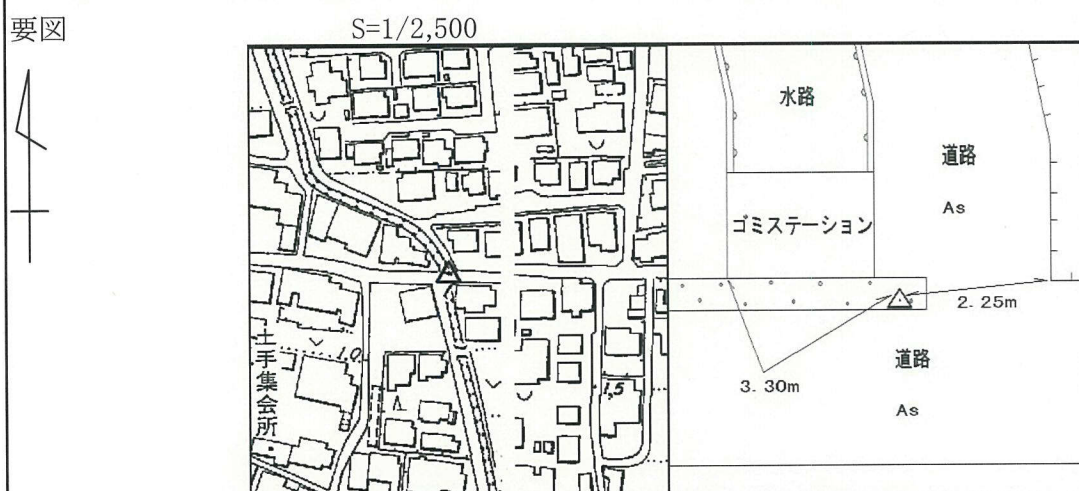 要図
S=1/2,500
水路
道路
As
ゴミステーション
2. 25m
3. 30m
道路
As
土手集会所
1.0
1,5